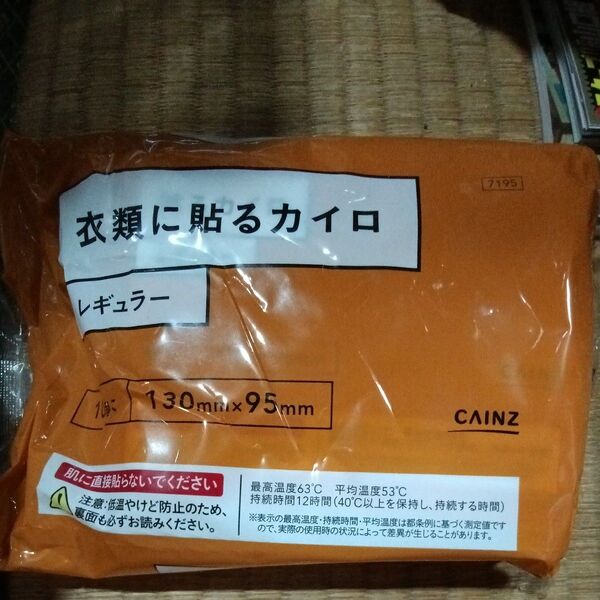 7195
衣類に貼るカイロ
レギュラー
130mm×95mm
CAINZ
肌に直接貼らないでください
注意:低温やけど防止のため、
裏面も必ずお読みください。
最高温度63℃ 平均温度53℃
持続時間12時間(40℃以上を保持し、持続する時間)
※表示の最高温度・持続時間・平均温度は都条例に基づく測定値です
ので、実際の使用時の状況によって差異が生じることがあります。